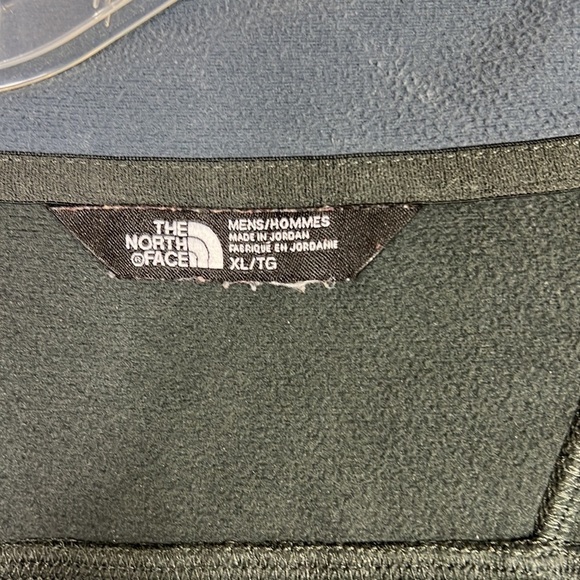 THE
NORTH
FACE
MENS/HOMMES
MADE IN JORDAN
FABRIQUE EN JORDANIE
XL/TG